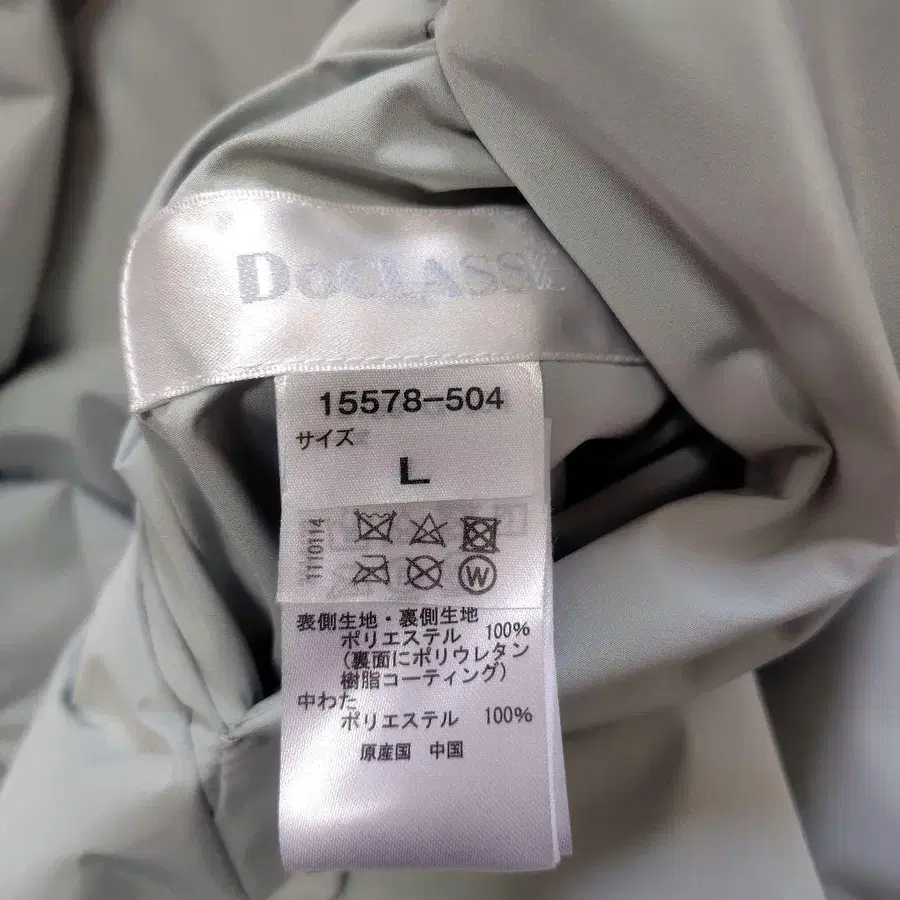 DoCLASSE
15578-504
サイズ
L
1110114
W
表側生地・裏側生地
ポリエステル 100%
(裏面にポリウレタン
樹脂コーティング)
中わた
ポリエステル 100%
原産国 中国